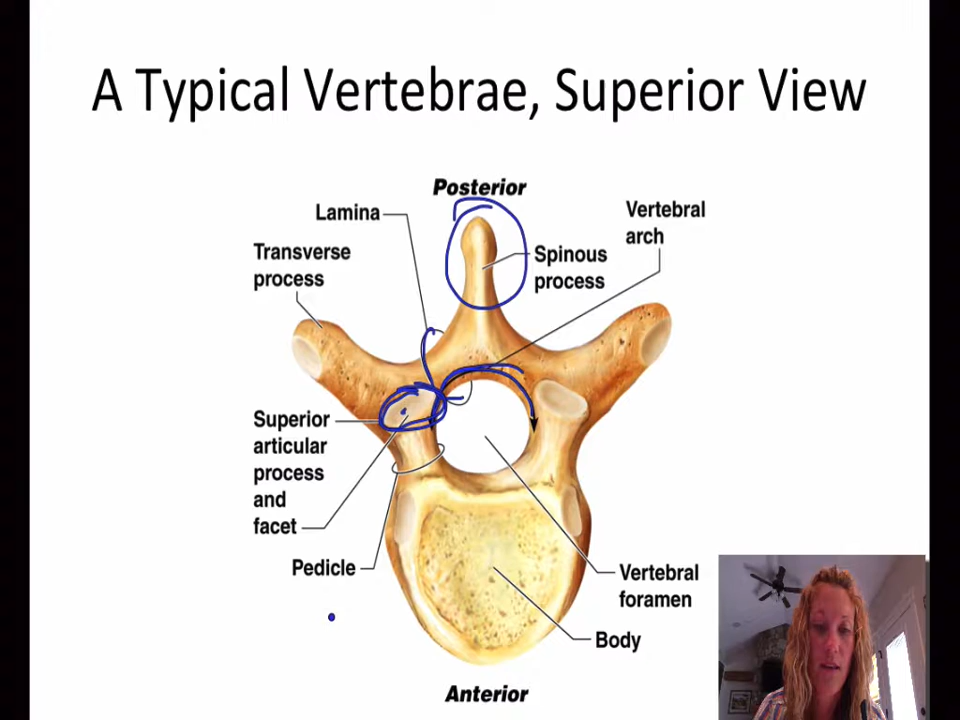 A Typical Vertebrae, Superior View
Posterior
Lamina
Vertebral
arch
Transverse
process
Spinous
process
Superior
articular
process
and
facet
Pedicle
Vertebral
foramen
Body
Anterior